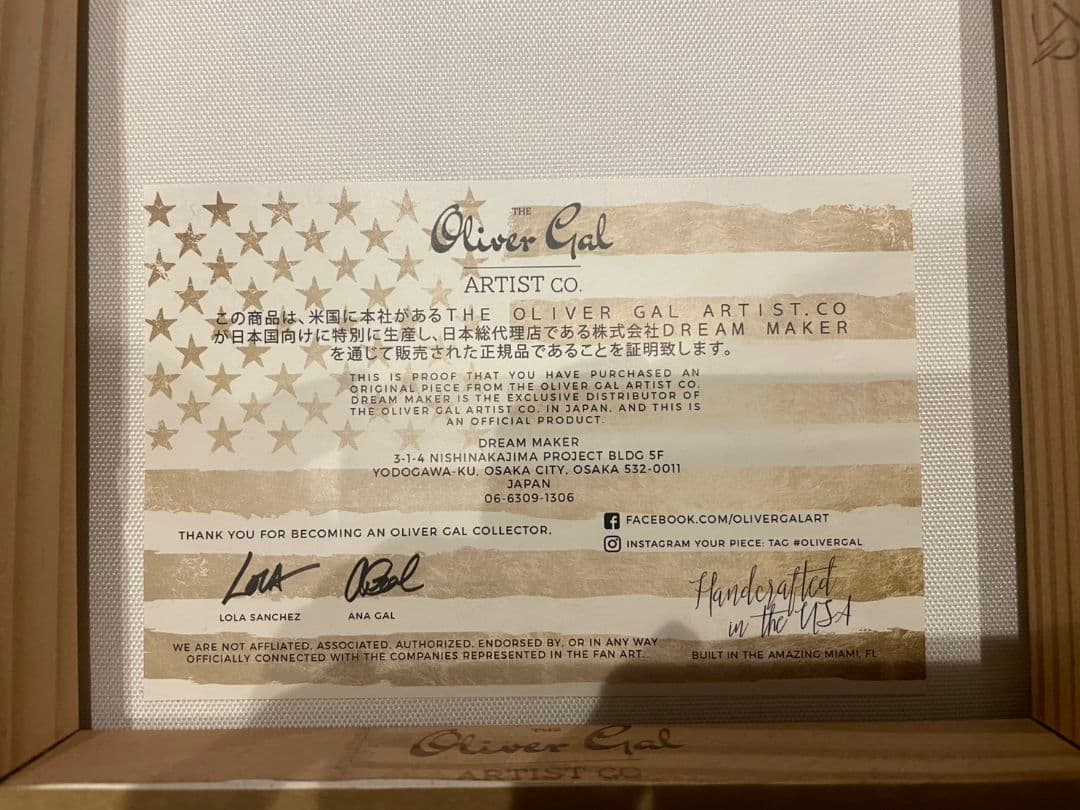 THE
Oliver Gal
ARTIST CO.
この商品は、米国に本社があるTHE OLIVER GAL ARTIST.CO
が日本国向けに特別に生産し、日本総代理店である株式会社DREAM MAKER
を通じて販売された正規品であることを証明致します。
THIS IS PROOF THAT YOU HAVE PURCHASED AN
ORIGINAL PIECE FROM THE OLIVER GAL ARTIST CO.
DREAM MAKER IS THE EXCLUSIVE DISTRIBUTOR OF
THE OLIVER GAL ARTIST CO. IN JAPAN, AND THIS IS
AN OFFICIAL PRODUCT.
DREAM MAKER
3-1-4 NISHINAKAJIMA PROJECT BLDG 5F
YODOGAWA-KU, OSAKA CITY, OSAKA 532-0011
JAPAN
06-6309-1306
THANK YOU FOR BECOMING AN OLIVER GAL COLLECTOR.
FACEBOOK.COM/OLIVERGALART
INSTAGRAM YOUR PIECE: TAG #OLIVERGAL
LOLA
LOLA SANCHEZ
ANA GAL
Handcrafted
in the USA
WE ARE NOT AFFLIATED, ASSOCIATED, AUTHORIZED, ENDORSED BY, OR IN ANY WAY
OFFICIALLY CONNECTED WITH THE COMPANIES REPRESENTED IN THE FAN ART.
BUILT IN THE AMAZING MIAMI, FL
THE
Oliver Gal
ARTIST CO